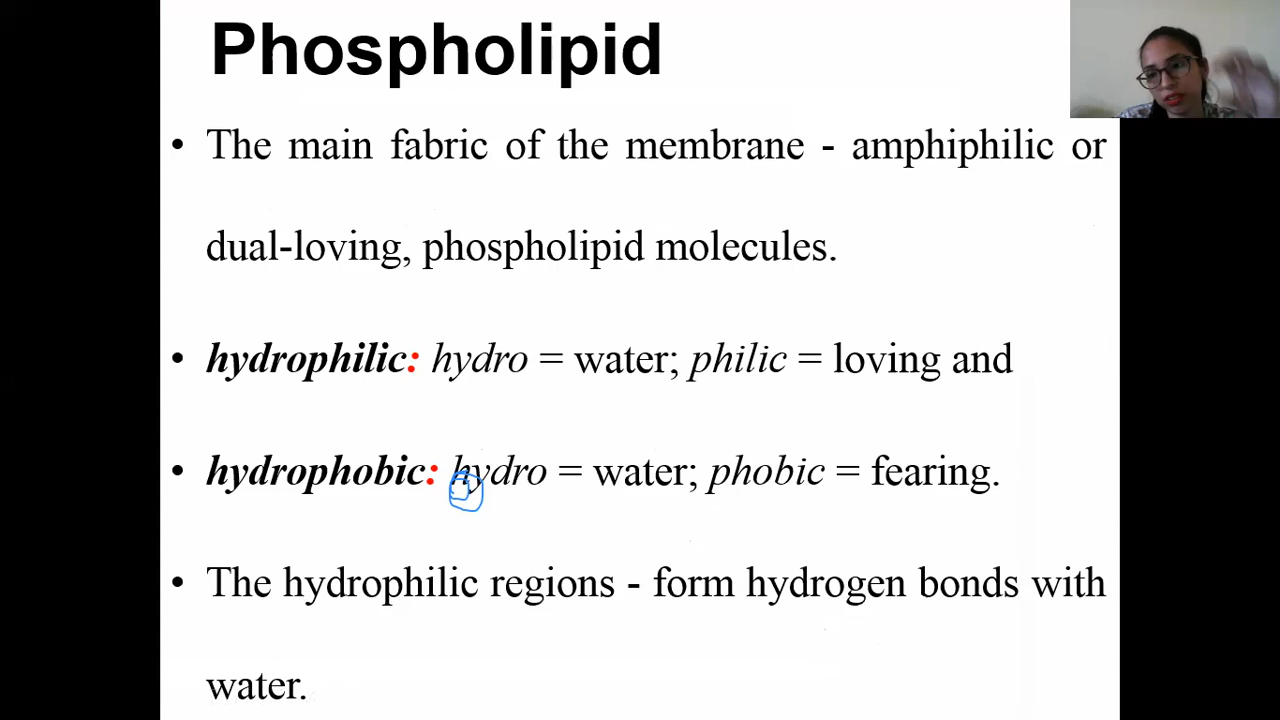 Phospholipid
• The main fabric of the membrane - amphiphilic or
dual-loving, phospholipid molecules.
• hydrophilic: hydro = water; philic = loving and
• hydrophobic: hydro = water; phobic = fearing.
• The hydrophilic regions - form hydrogen bonds with
water.